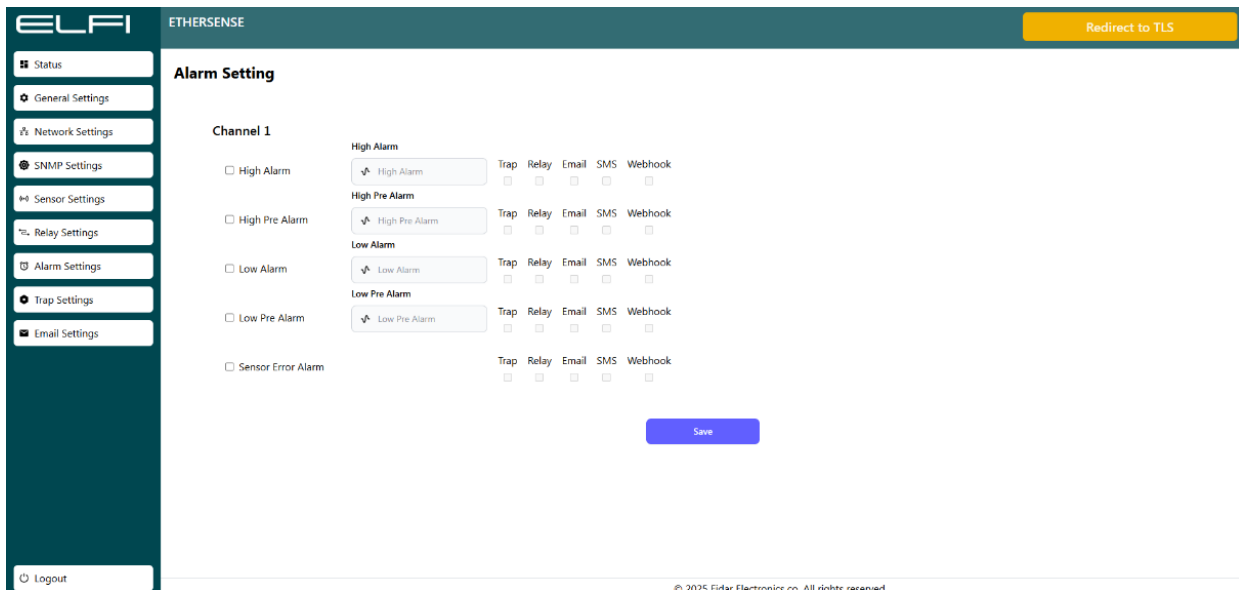 ELFI
ETHERSENSE
Redirect to TLS
Status
General Settings
Network Settings
SNMP Settings
Sensor Settings
Relay Settings
Alarm Settings
Trap Settings
Email Settings
Logout
Alarm Setting
Channel 1
High Alarm
High Alarm High Alarm Trap Relay Email SMS Webhook
High Pre Alarm
High Pre Alarm High Pre Alarm Trap Relay Email SMS Webhook
Low Alarm
Low Alarm Low Alarm Trap Relay Email SMS Webhook
Low Pre Alarm
Low Pre Alarm Low Pre Alarm Trap Relay Email SMS Webhook
Sensor Error Alarm Trap Relay Email SMS Webhook
Save
© 2025 Eidar Electronics co. All rights reserved